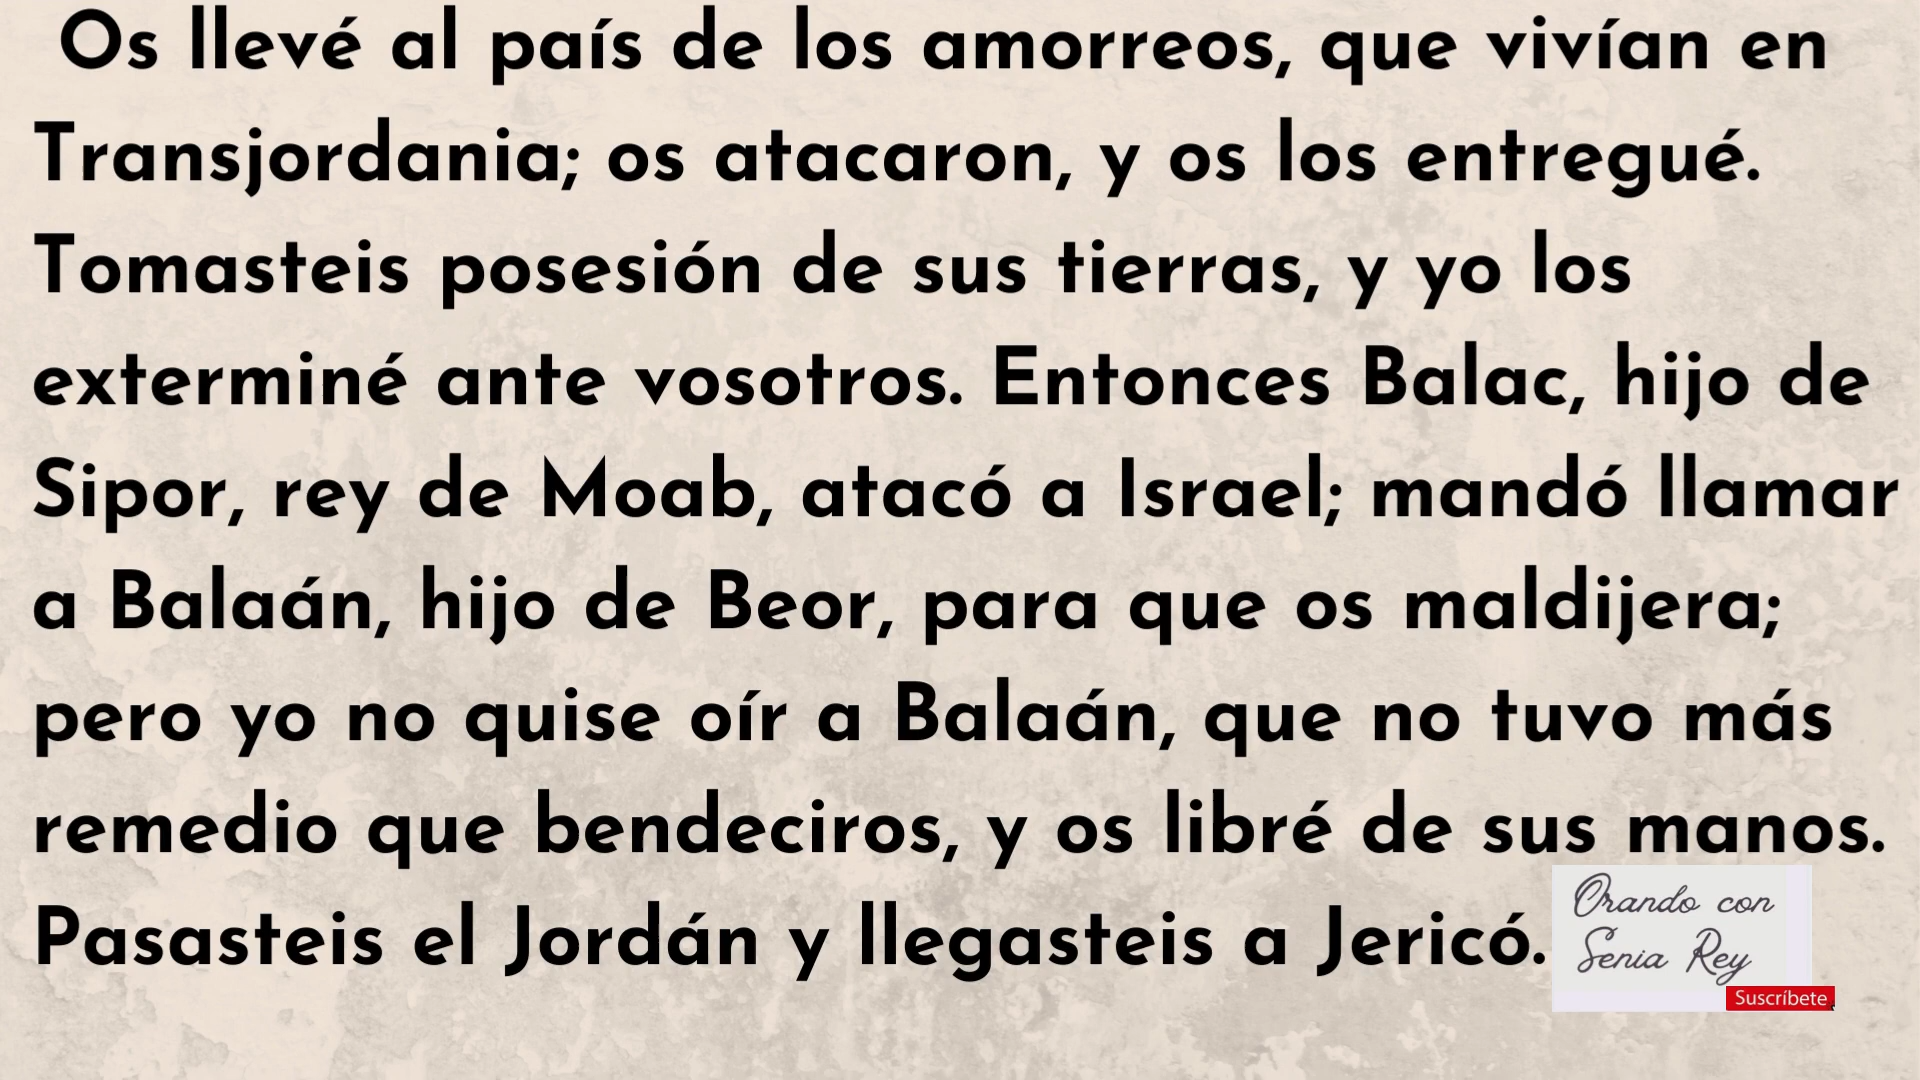 Os llevé al país de los amorreos, que vivían en
Transjordania; os atacaron, y os los entregué.
Tomasteis posesión de sus tierras, y yo los
exterminé ante vosotros. Entonces Balac, hijo de
Sipor, rey de Moab, atacó a Israel; mandó llamar
a Balaán, hijo de Beor, para que os maldijera;
pero yo no quise oír a Balaán, que no tuvo más
remedio que bendeciros, y os libré de sus manos.
Pasasteis el Jordán y llegasteis a Jericó.
Orando con
Senia Rey
Suscríbete